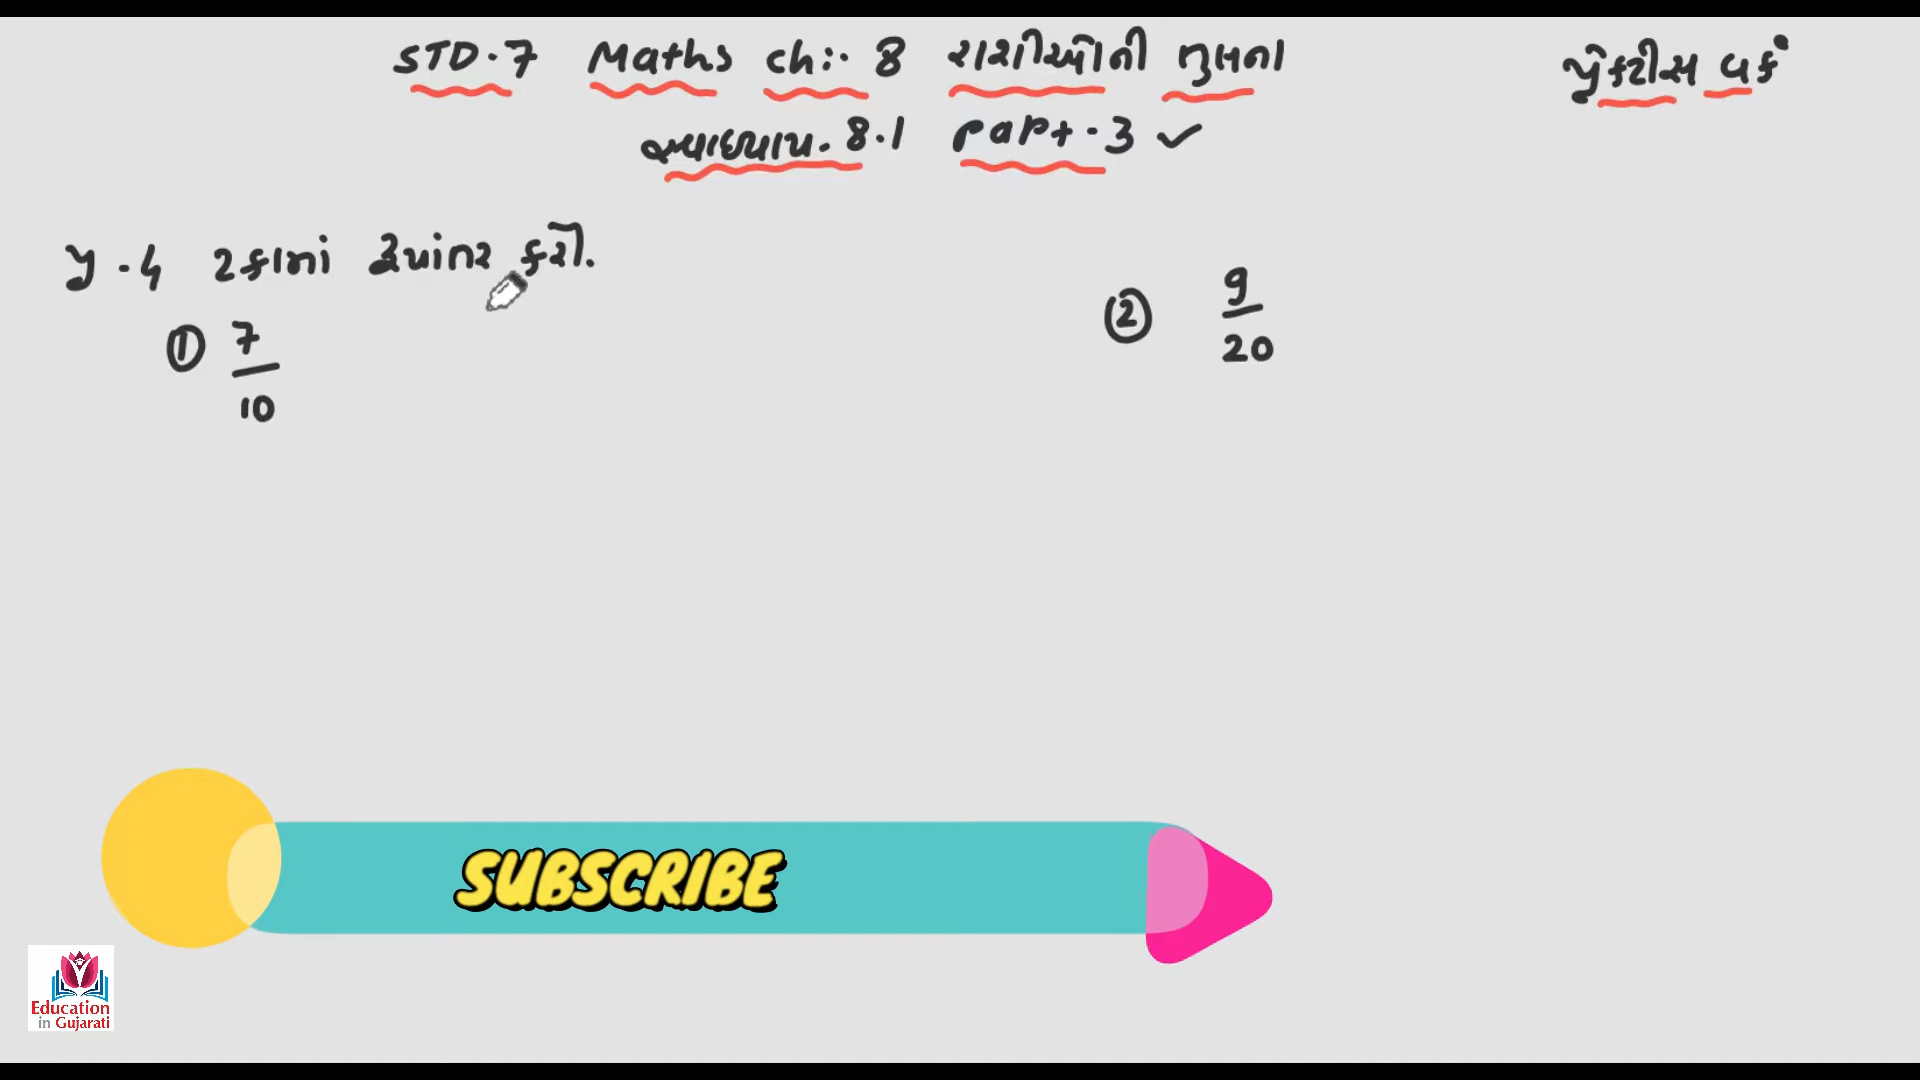 STD.7 Maths ch:. 8 રાશીઓની તુલના
પ્રેક્ટીસ વર્ક
સ્વાધ્યાય. 8.1 Part.3 ✓
પ્ર.4 ટકામાં રૂપાંતર કરો.
① 7/10
② 9/20
SUBSCRIBE
Education
in Gujarati